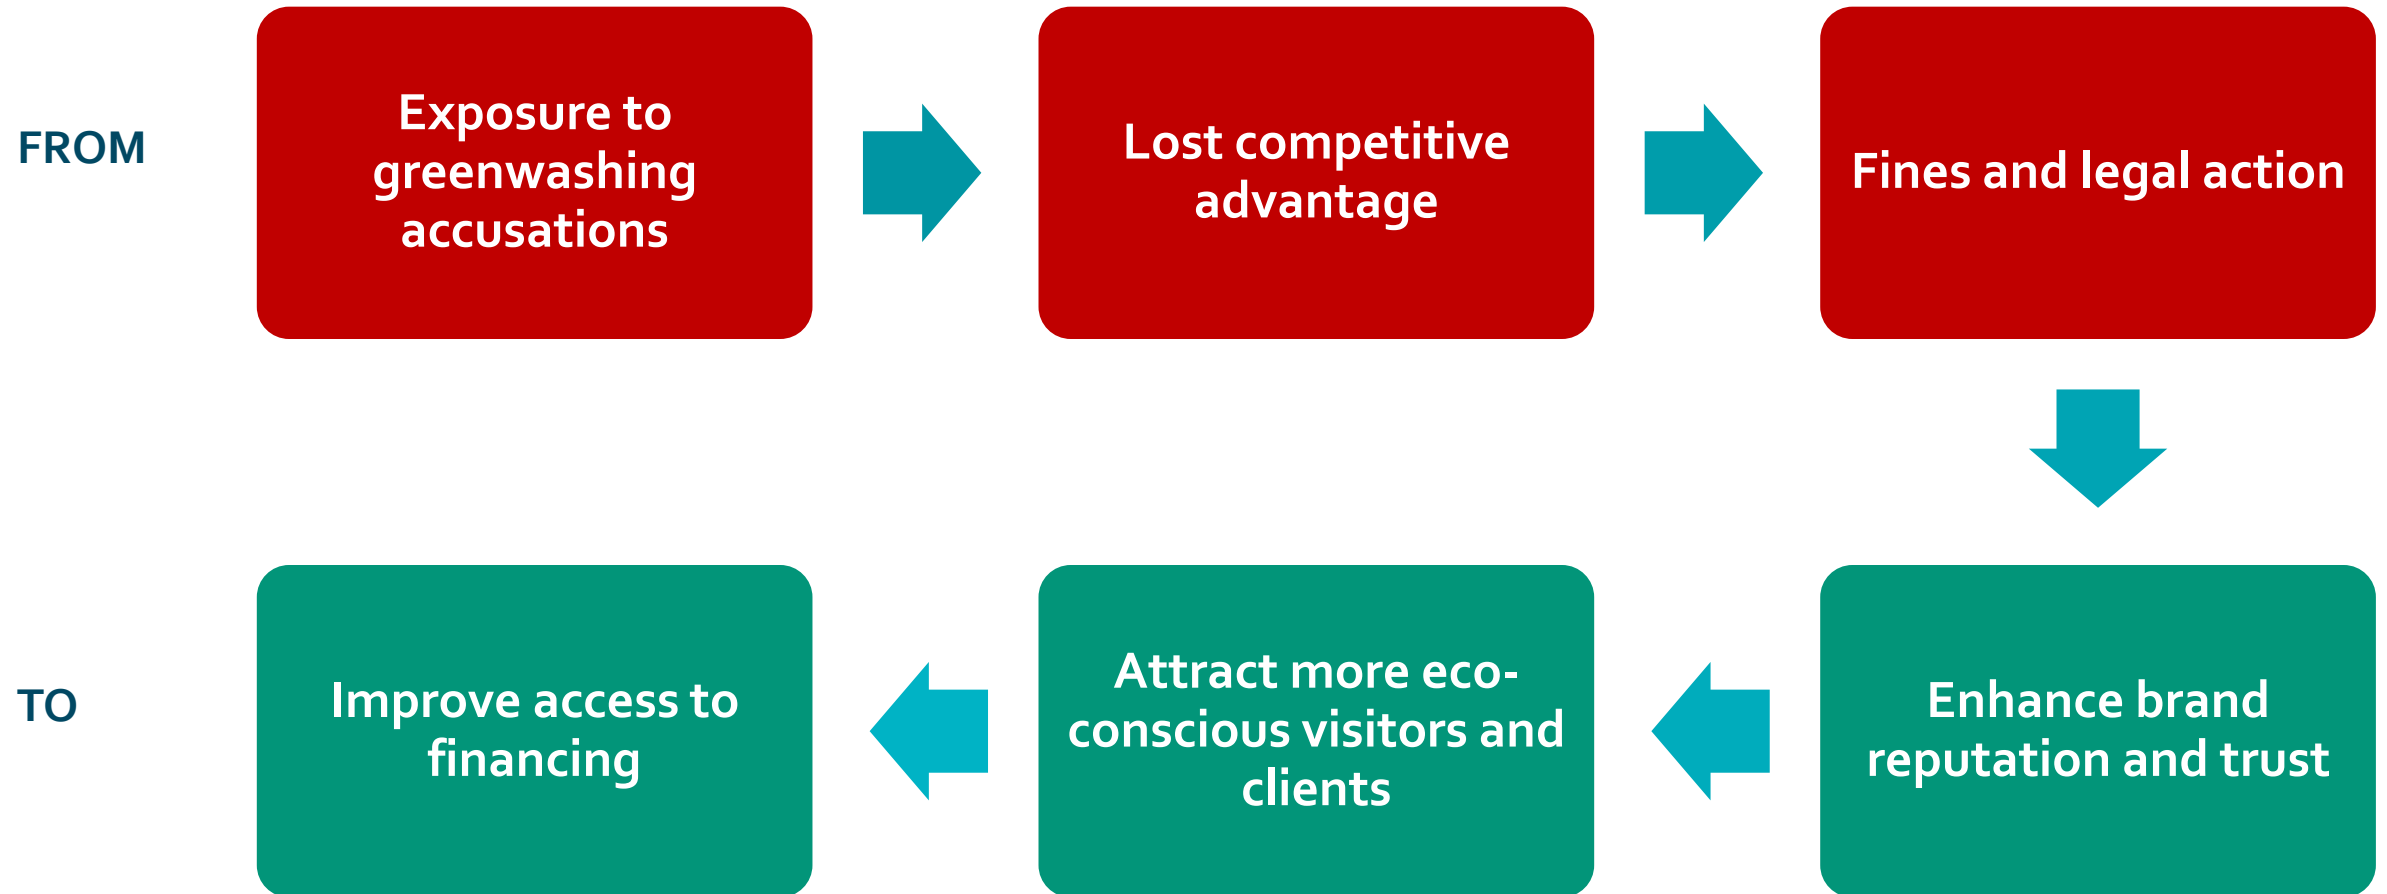 FROM
Exposure to
greenwashing
accusations
Lost competitive
advantage
Fines and legal action
TO
Improve access to
financing
Attract more eco-
conscious visitors and
clients
Enhance brand
reputation and trust